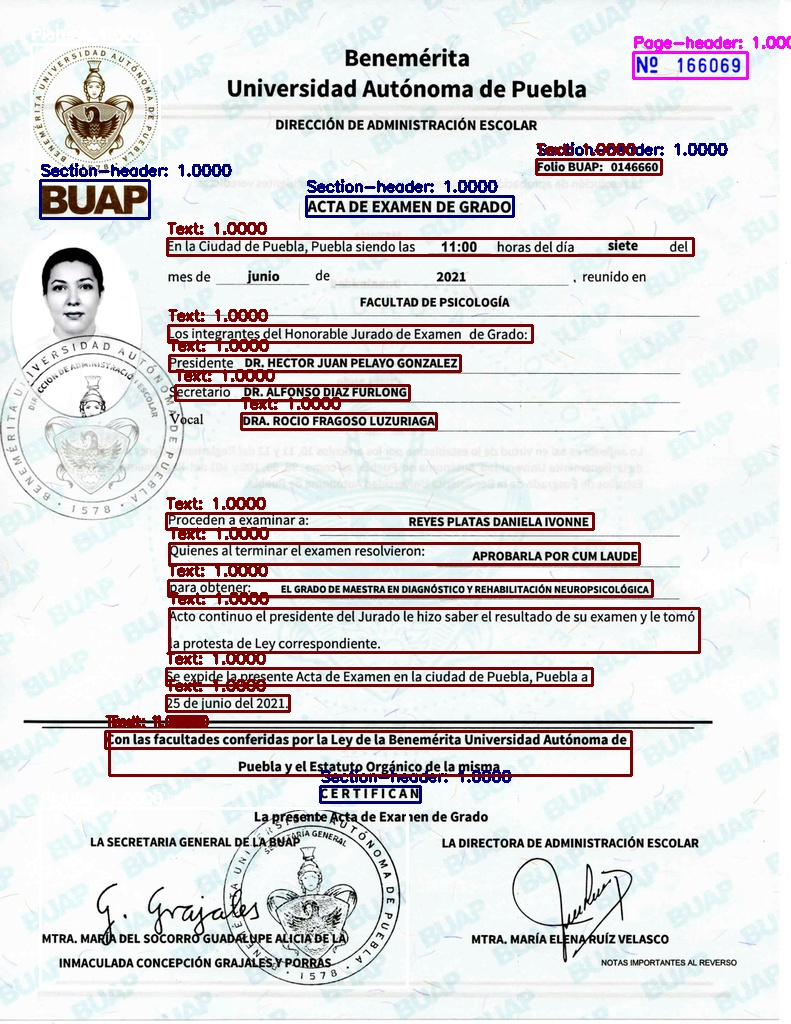 Benemérita
Page-header: 1.000
Nº 166069
Universidad Autónoma de Puebla
BENEMÉRITA UNIVERSIDAD AUTÓNOMA DE PUEBLA
1578
DIRECCIÓN DE ADMINISTRACIÓN ESCOLAR
Folio BUAP: 0146660
Section-header: 1.0000
BUAP
Section-header: 1.0000
ACTA DE EXAMEN DE GRADO
Text: 1.0000
En la Ciudad de Puebla, Puebla siendo las 11:00 horas del día siete del
mes de junio de 2021, reunido en
FACULTAD DE PSICOLOGÍA
Text: 1.0000
Los integrantes del Honorable Jurado de Examen de Grado:
Text: 1.0000
Presidente DR. HECTOR JUAN PELAYO GONZALEZ
Text: 1.0000
Secretario DR. ALFONSO DIAZ FURLONG
Text: 1.0000
Vocal DRA. ROCIO FRAGOSO LUZURIAGA
BENEMÉRITA UNIVERSIDAD AUTÓNOMA DE PUEBLA
DIRECCIÓN DE ADMINISTRACIÓN ESCOLAR
1578
Text: 1.0000
Proceden a examinar a: REYES PLATAS DANIELA IVONNE
Text: 1.0000
Quienes al terminar el examen resolvieron: APROBARLA POR CUM LAUDE
Text: 1.0000
para obtener: EL GRADO DE MAESTRA EN DIAGNÓSTICO Y REHABILITACIÓN NEUROPSICOLÓGICA
Text: 1.0000
Acto continuo el presidente del Jurado le hizo saber el resultado de su examen y le tomó
la protesta de Ley correspondiente.
Text: 1.0000
Se expide la presente Acta de Examen en la ciudad de Puebla, Puebla a
Text: 1.0000
25 de junio del 2021.
Con las facultades conferidas por la Ley de la Benemérita Universidad Autónoma de
Puebla y el Estatuto Orgánico de la misma
Section-header: 1.0000
CERTIFICAN
La presente Acta de Examen de Grado
LA SECRETARIA GENERAL DE LA BUAP
LA DIRECTORA DE ADMINISTRACIÓN ESCOLAR
BENEMÉRITA UNIVERSIDAD AUTÓNOMA DE PUEBLA
SECRETARÍA GENERAL
1578
G. Grajales
MTRA. MARÍA DEL SOCORRO GUADALUPE ALICIA DE LA
INMACULADA CONCEPCIÓN GRAJALES Y PORRAS
MTRA. MARÍA ELENA RUÍZ VELASCO
NOTAS IMPORTANTES AL REVERSO